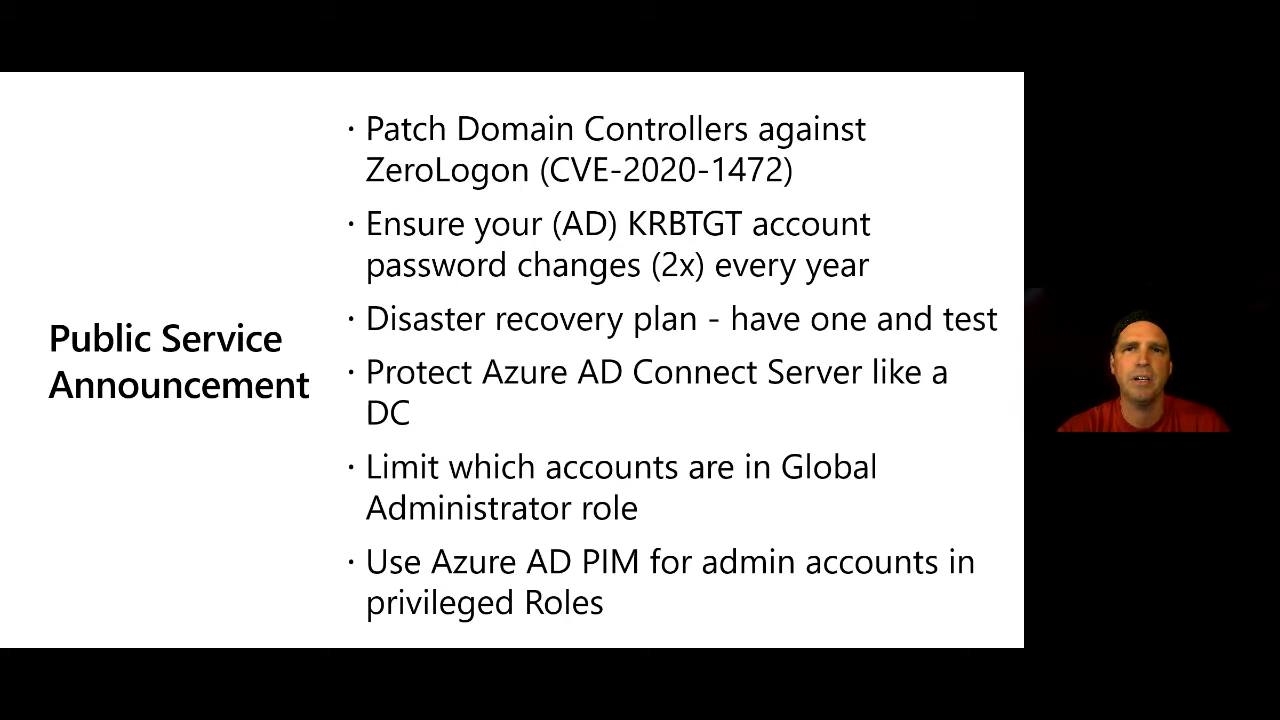 Public Service
Announcement
· Patch Domain Controllers against
ZeroLogon (CVE-2020-1472)
· Ensure your (AD) KRBTGT account
password changes (2x) every year
· Disaster recovery plan - have one and test
· Protect Azure AD Connect Server like a
DC
· Limit which accounts are in Global
Administrator role
· Use Azure AD PIM for admin accounts in
privileged Roles